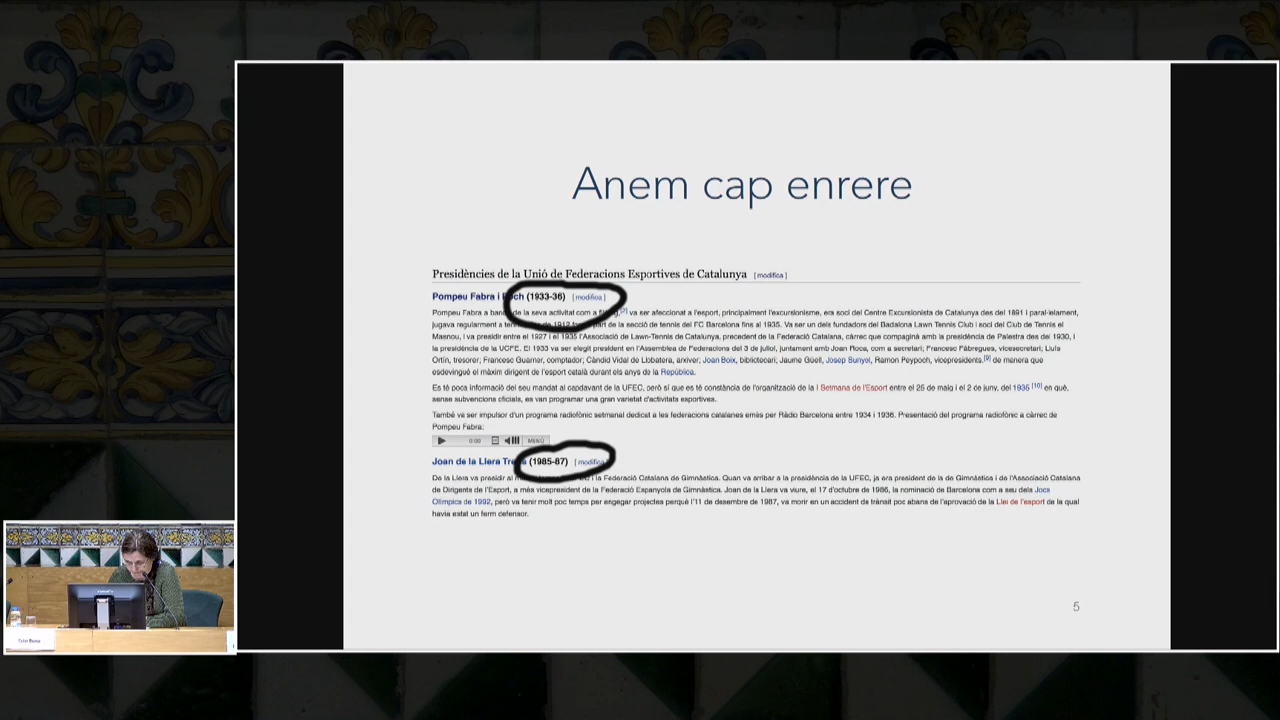 Anem cap enrere
Presidències de la Unió de Federacions Esportives de Catalunya [modifica]
Pompeu Fabra i Poch (1933-36) [modifica]
Pompeu Fabra a banda de la seva activitat com a va ser afeccionat a l'esport, principalment l'excursionisme, era soci del Centre Excursionista de Catalunya des del 1891 i paral·lelament,
jugava regularment a tennis des de 1912 part de la secció de tennis del FC Barcelona fins al 1935. Va ser un dels fundadors del Badalona Lawn Tennis Club i soci del Club de Tennis el
Masnou, i va presidir entre el 1927 i el 1935 l'Associació de Lawn-Tennis de Catalunya, precedent de la Federació Catalana, càrrec que compaginà amb la presidència de Palestra des del 1930, i
la presidència de la UCFE. El 1933 va ser elegit president en l'Assemblea de Federacions del 3 de juliol, juntament amb Joan Roca, com a secretari; Francesc Fàbregues, vicesecretari, Lluís
Ortín, tresorer; Francesc Guarner, comptador; Càndid Vidal de Llobatera, arxiver; Joan Boix, bibliotecari; Jaume Güell, Josep Sunyol, Ramon Peypoch, vicepresidents.[9] de manera que
esdevingué el màxim dirigent de l'esport català durant els anys de la República.
Es té poca informació del seu mandat al capdavant de la UFEC, però sí que es té constància de l'organització de la I Setmana de l'Esport entre el 25 de maig i el 2 de juny, del 1935 [10] en què,
sense subvencions oficials, es van programar una gran varietat d'activitats esportives.
També va ser impulsor d'un programa radiofònic setmanal dedicat a les federacions catalanes emès per Ràdio Barcelona entre 1934 i 1936. Presentació del programa radiofònic a càrrec de
Pompeu Fabra:
0:00 MENÚ
Joan de la Llera (1985-87) [modifica]
De la Llera va presidir al i la Federació Catalana de Gimnàstica. Quan va arribar a la presidència de la UFEC, ja era president de la de Gimnàstica i de l'Associació Catalana
de Dirigents de l'Esport, a més vicepresident de la Federació Espanyola de Gimnàstica. Joan de la Llera va viure, el 17 d'octubre de 1986, la nominació de Barcelona com a seu dels Jocs
Olímpics de 1992, però va tenir molt poc temps per engegar projectes perquè l'11 de desembre de 1987, va morir en un accident de trànsit poc abans de l'aprovació de la Llei de l'esport de la qual
havia estat un ferm defensor.
5